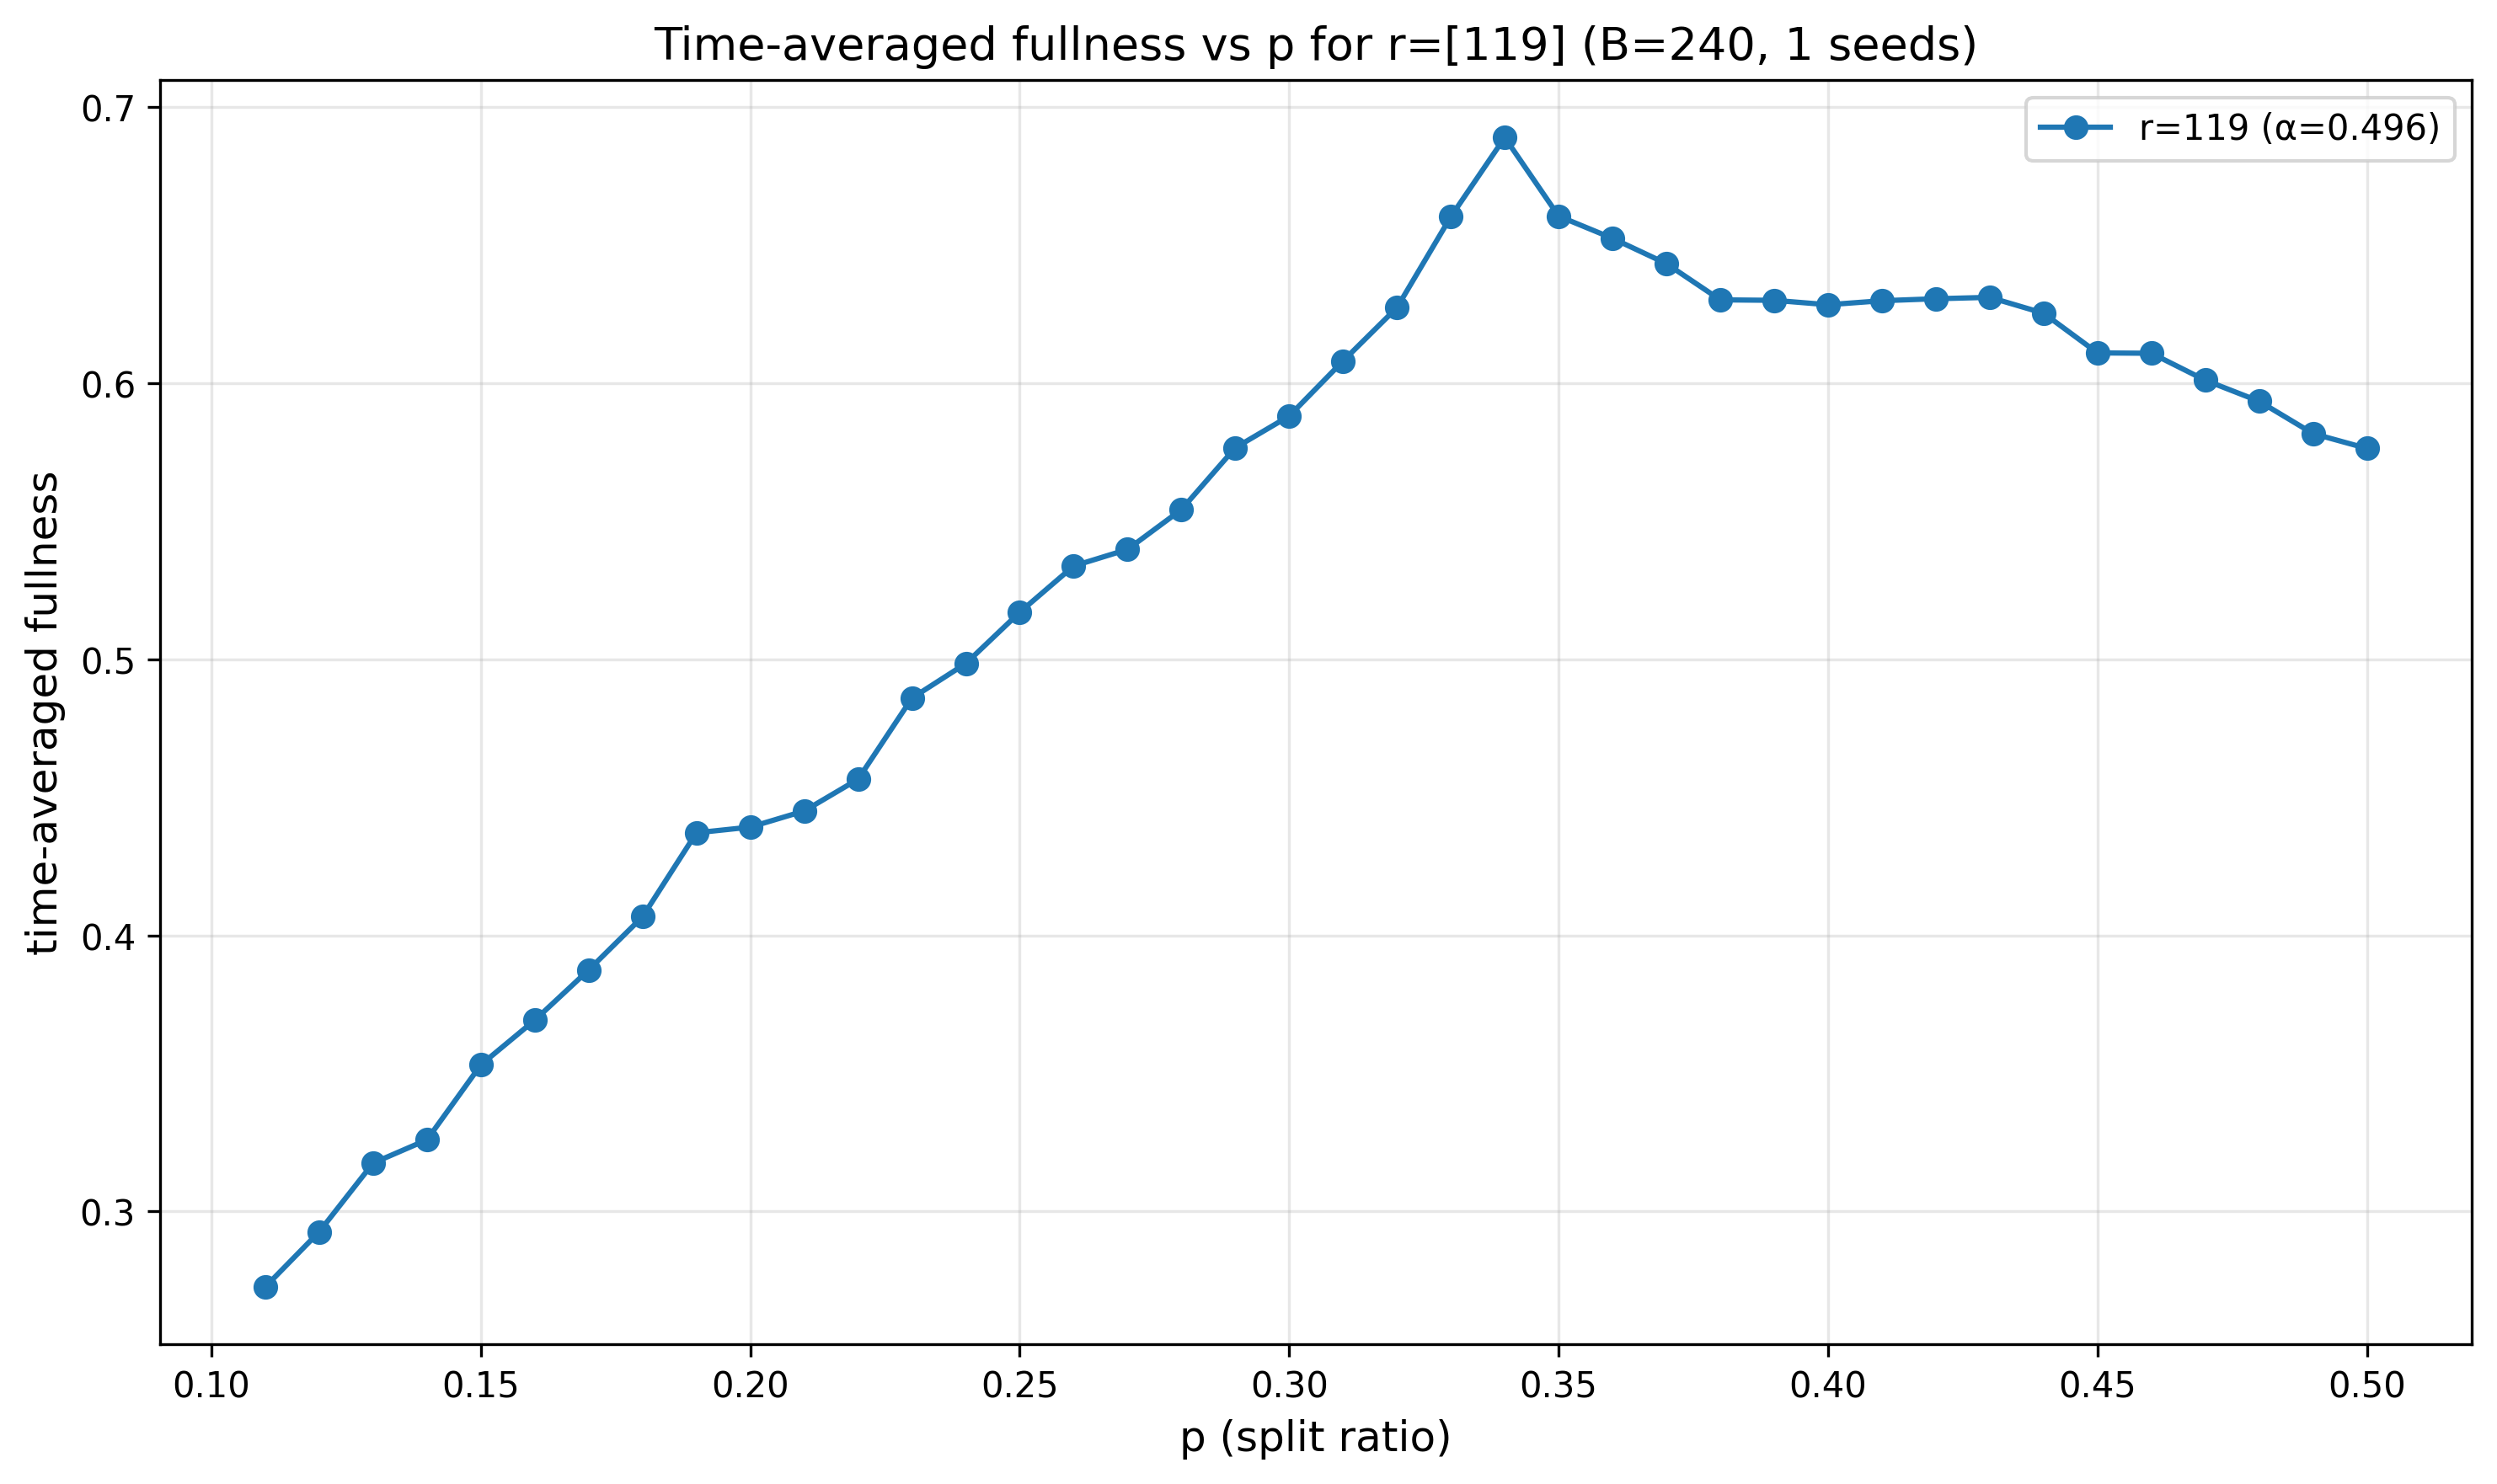 Time-averaged fullness vs p for r=[119] (B=240, 1 seeds)
r=119 (α=0.496)
time-averaged fullness
0.7
0.6
0.5
0.4
0.3
0.10 0.15 0.20 0.25 0.30 0.35 0.40 0.45 0.50
p (split ratio)